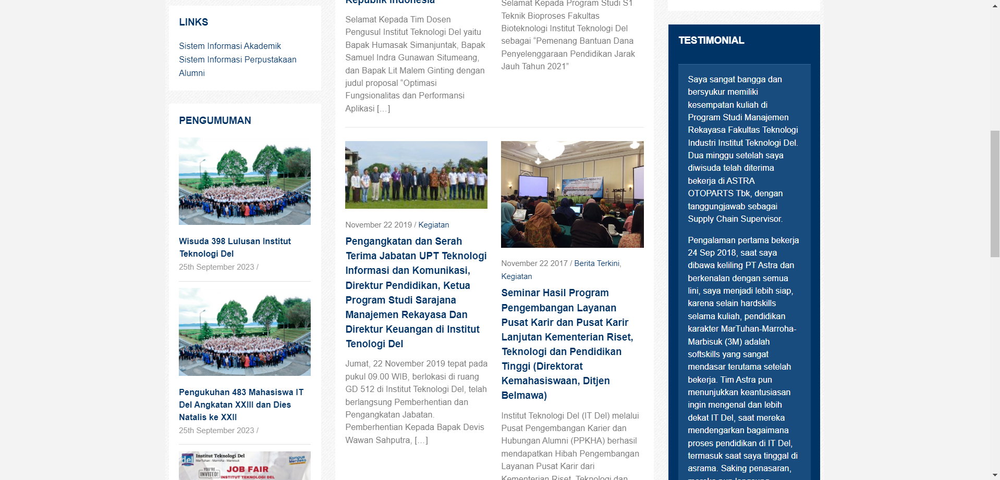 LINKS
Sistem Informasi Akademik
Sistem Informasi Perpustakaan
Alumni
PENGUMUMAN
Wisuda 398 Lulusan Institut
Teknologi Del
25th September 2023 /
Pengukuhan 483 Mahasiswa IT
Del Angkatan XXIII dan Dies
Natalis ke XXII
25th September 2023 /
del
Institut Teknologi Del
MarTuhan - Marroha - Marbisuk
Kampus
Merdeka
YOU'RE
INVITED!
JOB FAIR
INSTITUT TEKNOLOGI DEL
Republik Indonesia
Selamat Kepada Tim Dosen
Pengusul Institut Teknologi Del yaitu
Bapak Humasak Simanjuntak, Bapak
Samuel Indra Gunawan Situmeang,
dan Bapak Lit Malem Ginting dengan
judul proposal “Optimasi
Fungsionalitas dan Performansi
Aplikasi […]
Selamat Kepada Program Studi S1
Teknik Bioproses Fakultas
Bioteknologi Institut Teknologi Del
sebagai “Pemenang Bantuan Dana
Penyelenggaraan Pendidikan Jarak
Jauh Tahun 2021”
November 22 2019 / Kegiatan
Pengangkatan dan Serah
Terima Jabatan UPT Teknologi
Informasi dan Komunikasi,
Direktur Pendidikan, Ketua
Program Studi Sarajana
Manajemen Rekayasa Dan
Direktur Keuangan di Institut
Tenologi Del
Jumat, 22 November 2019 tepat pada
pukul 09.00 WIB, berlokasi di ruang
GD 512 di Institut Teknologi Del, telah
berlangsung Pemberhentian dan
Pengangkatan Jabatan.
Pemberhentian Kepada Bapak Devis
Wawan Sahputra, […]
November 22 2017 / Berita Terkini,
Kegiatan
Seminar Hasil Program
Pengembangan Layanan
Pusat Karir dan Pusat Karir
Lanjutan Kementerian Riset,
Teknologi dan Pendidikan
Tinggi (Direktorat
Kemahasiswaan, Ditjen
Belmawa)
Institut Teknologi Del (IT Del) melalui
Pusat Pengembangan Karier dan
Hubungan Alumni (PPKHA) berhasil
mendapatkan Hibah Pengembangan
Layanan Pusat Karir dari
Kementerian Riset, Teknologi dan
TESTIMONIAL
Saya sangat bangga dan
bersyukur memiliki
kesempatan kuliah di
Program Studi Manajemen
Rekayasa Fakultas Teknologi
Industri Institut Teknologi Del.
Dua minggu setelah saya
diwisuda telah diterima
bekerja di ASTRA
OTOPARTS Tbk, dengan
tanggungjawab sebagai
Supply Chain Supervisor.
Pengalaman pertama bekerja
24 Sep 2018, saat saya
dibawa keliling PT Astra dan
berkenalan dengan semua
lini, saya menjadi lebih siap,
karena selain hardskills
selama kuliah, pendidikan
karakter MarTuhan-Marroha-
Marbisuk (3M) adalah
softskills yang sangat
mendasar terutama setelah
bekerja. Tim Astra pun
menunjukkan keantusiasan
ingin mengenal dan lebih
dekat IT Del, saat mereka
mendengarkan bagaimana
proses pendidikan di IT Del,
termasuk saat saya tinggal di
asrama. Saking penasaran,